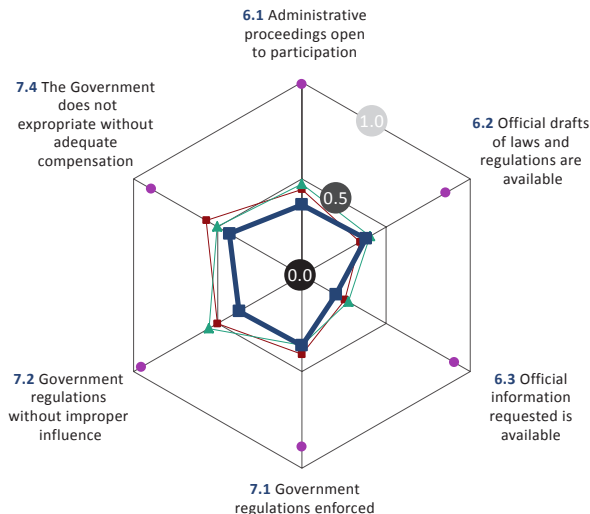 6.1 Administrative
proceedings open
to participation
7.4 The Government
does not
expropriate without
adequate
compensation
1.0
6.2 Official drafts
of laws and
regulations are
available
0.5
0.0
7.2 Government
regulations
without improper
influence
6.3 Official
information
requested is
available
7.1 Government
regulations enforced